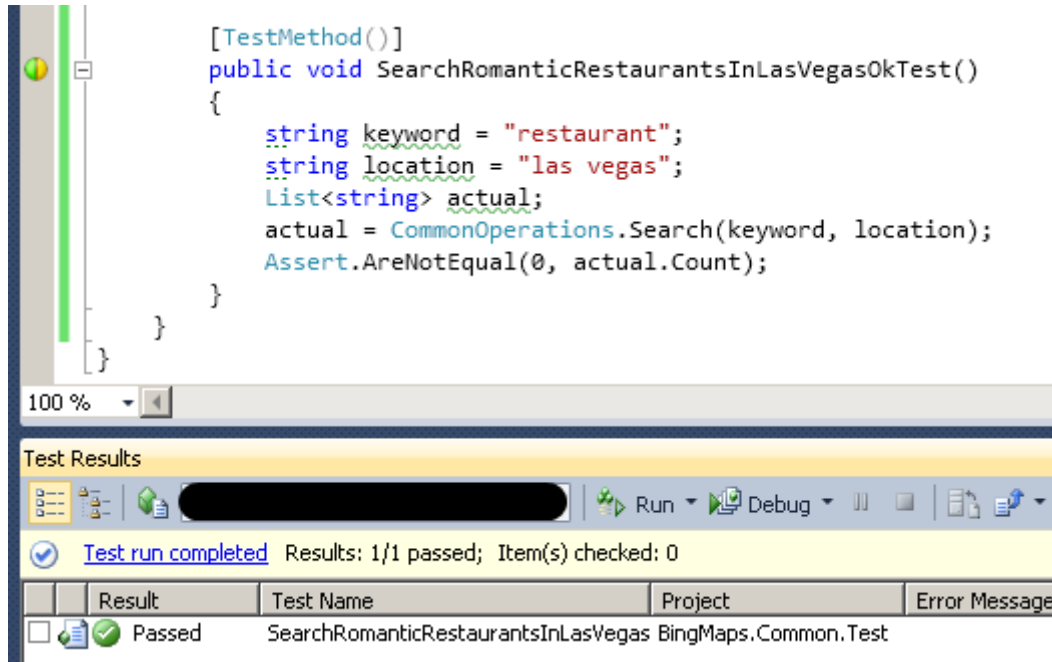 [TestMethod()]
public void SearchRomanticRestaurantsInLasVegasOkTest()
{
string keyword = "restaurant";
string location = "las vegas";
List<string> actual;
actual = CommonOperations.Search(keyword, location);
Assert.AreNotEqual(0, actual.Count);
}
}
}
100 %
Test Results
Run Debug
Test run completed Results: 1/1 passed; Item(s) checked: 0
Result Test Name Project Error Message
Passed SearchRomanticRestaurantsInLasVegas BingMaps.Common.Test